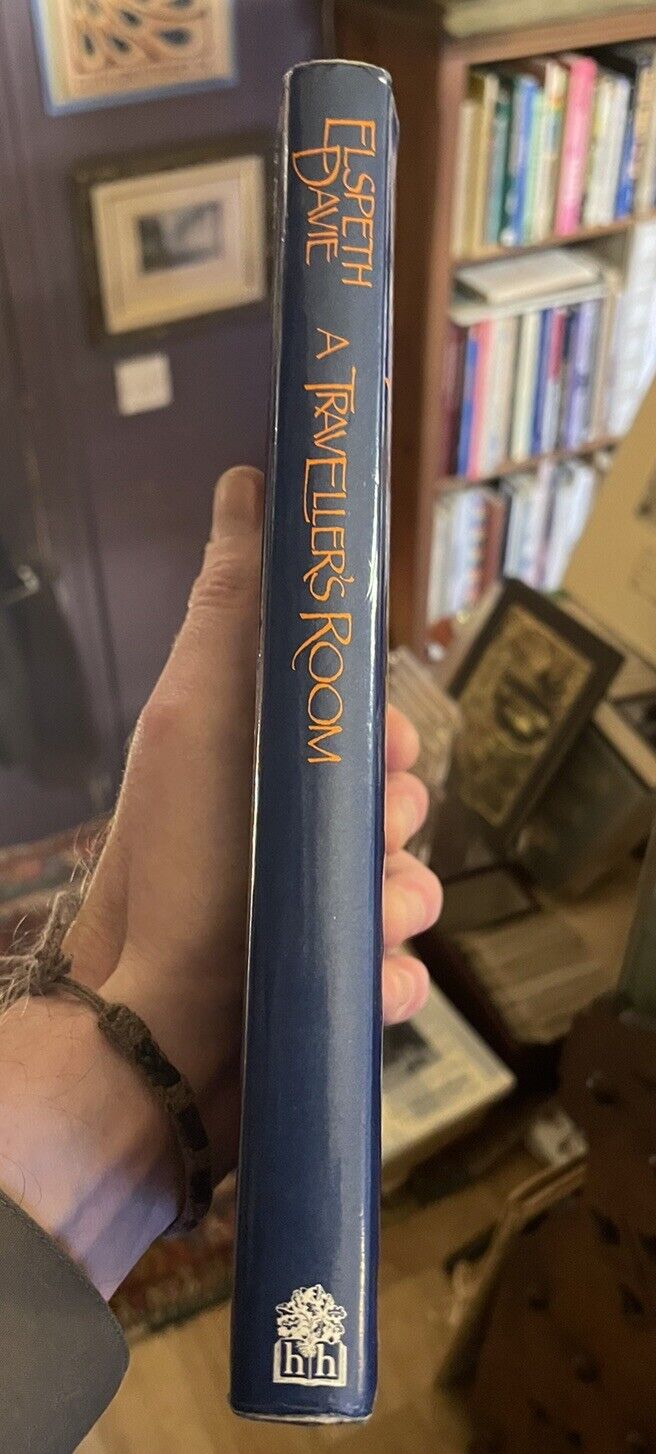 ELSPETH
DAVIE
A TRAVELLER'S ROOM
hh